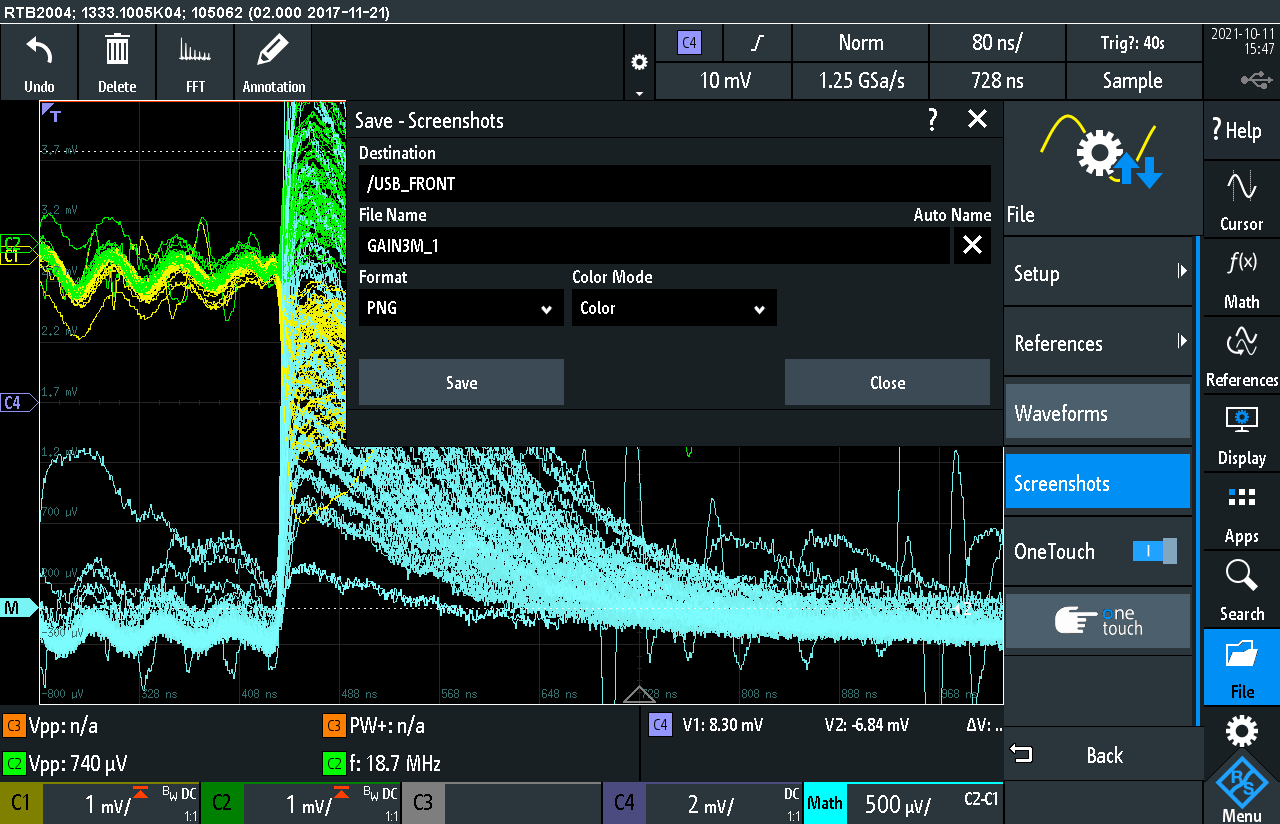 RTB2004; 1333.1005K04; 105062 (02.000 2017-11-21)
Undo
Delete
FFT
Annotation
C4
Norm
80 ns/
Trig?: 40s
2021-10-11
15:47
10 mV
1.25 GSa/s
728 ns
Sample
T
3.7 mV
3.2 mV
C2
C1
2.2 mV
1.7 mV
C4
1.2 mV
700 µV
200 µV
M
-300 µV
-800 µV
328 ns
408 ns
488 ns
568 ns
648 ns
728 ns
808 ns
888 ns
968 ns
Save - Screenshots
?
Destination
/USB_FRONT
File Name
Auto Name
GAIN3M_1
Format
Color Mode
PNG
Color
Save
Close
File
Setup
References
Waveforms
Screenshots
OneTouch
one
touch
Back
? Help
Cursor
f(x)
Math
References
Display
Apps
Search
File
R&S
Menu
C3 Vpp: n/a
C3 PW+: n/a
C4 V1: 8.30 mV
V2: -6.84 mV
ΔV: ..
C2 Vpp: 740 µV
C2 f: 18.7 MHz
C1
1 mV/
BW DC
1:1
C2
1 mV/
BW DC
1:1
C3
C4
2 mV/
DC
1:1
Math
500 µV/
C2-C1